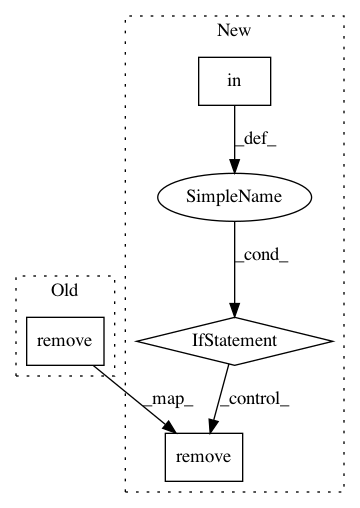 New
in
_def_
SimpleName
_cond_
Old
IfStatement
remove
_map_
_control_
remove